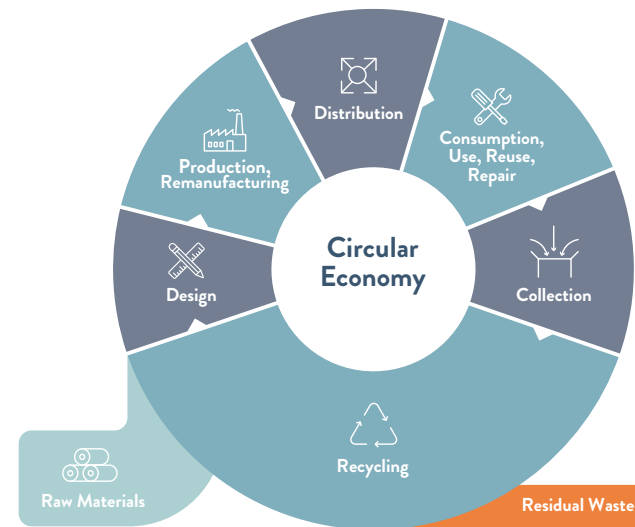 Distribution
Consumption,
Use, Reuse,
Repair
Production,
Remanufacturing
Circular
Economy
Design
Collection
Recycling
Raw Materials
Residual Waste